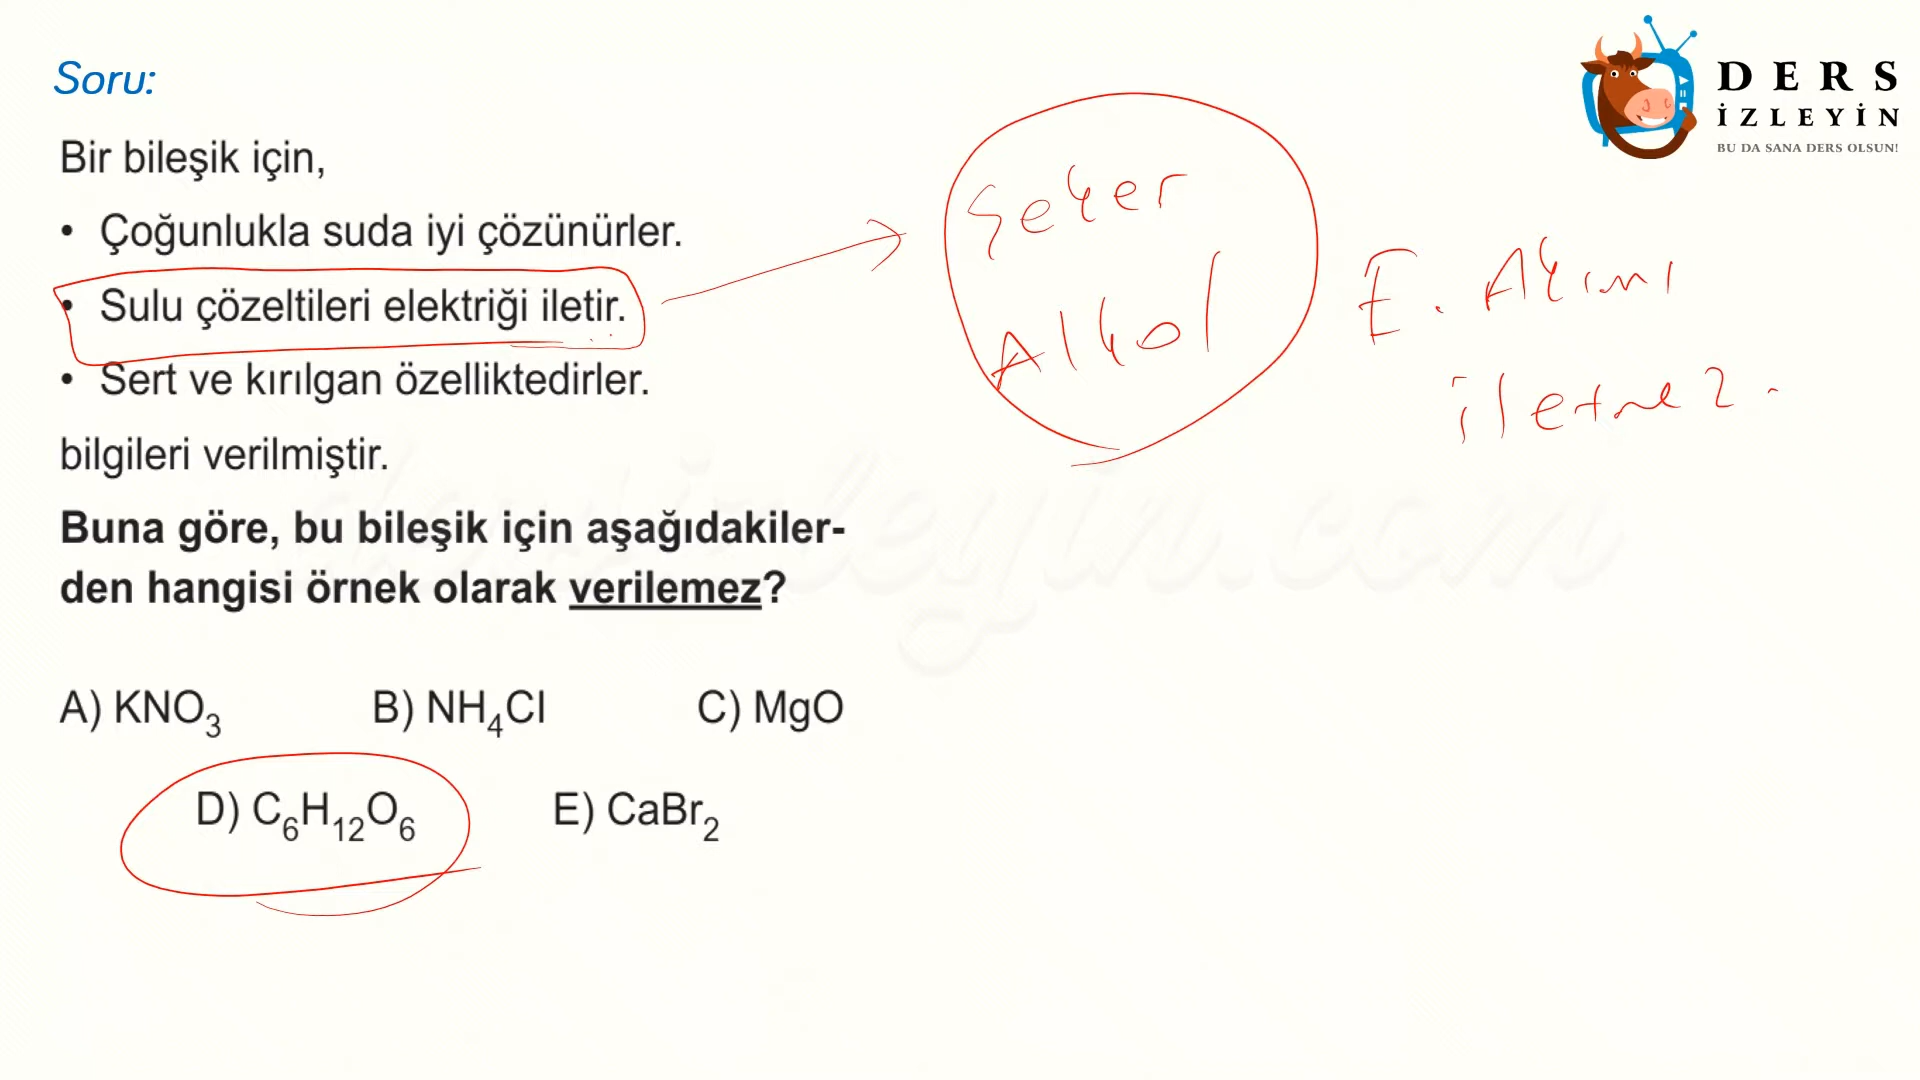 Soru:
Bir bileşik için,
• Çoğunlukla suda iyi çözünürler.
• Sulu çözeltileri elektriği iletir.
• Sert ve kırılgan özelliktedirler.
bilgileri verilmiştir.
Buna göre, bu bileşik için aşağıdakiler-
den hangisi örnek olarak verilemez?
A) KNO₃ B) NH₄Cl C) MgO
D) C₆H₁₂O₆ E) CaBr₂
Şeker
Alkol
E. Akımı
iletmez.
DERS
İZLEYİN
BU DA SANA DERS OLSUN!
dersizleyin.com